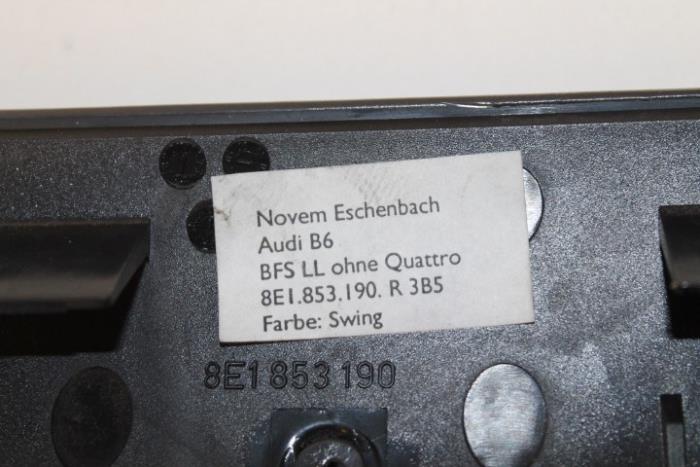 Novem Eschenbach
Audi B6
BFS LL ohne Quattro
8E1.853.190. R 3B5
Farbe: Swing
8E1 853 190